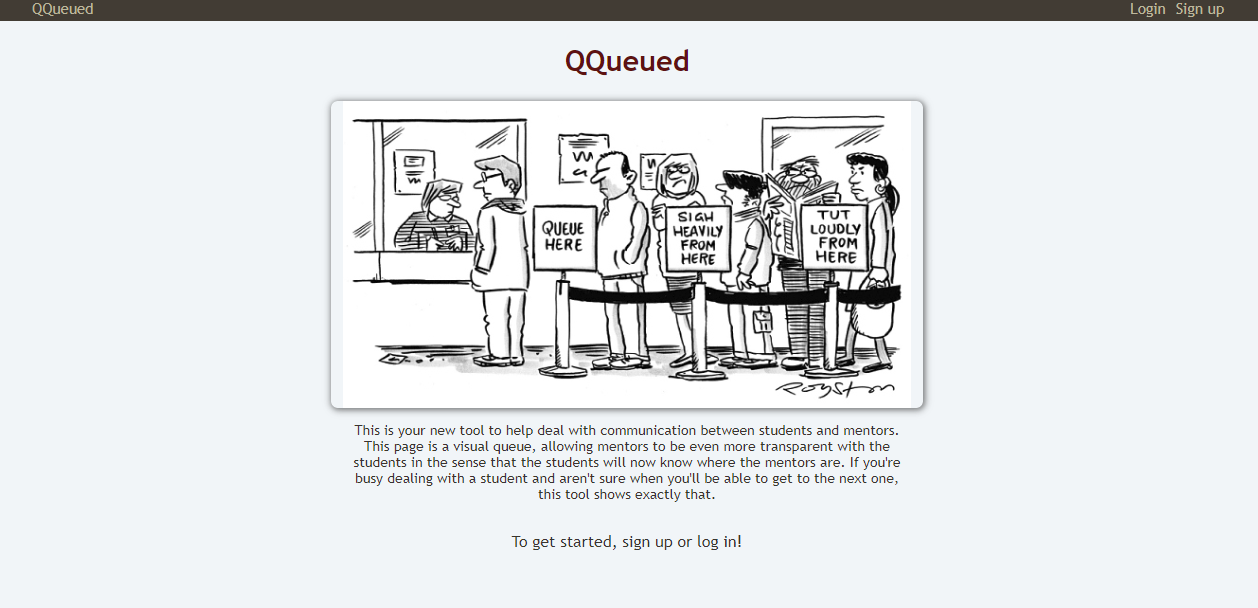 QQueued
Login Sign up
QQueued
QUEUE
HERE
SIGH
HEAVILY
FROM
HERE
TUT
LOUDLY
FROM
HERE
Royston
This is your new tool to help deal with communication between students and mentors.
This page is a visual queue, allowing mentors to be even more transparent with the
students in the sense that the students will now know where the mentors are. If you're
busy dealing with a student and aren't sure when you'll be able to get to the next one,
this tool shows exactly that.
To get started, sign up or log in!